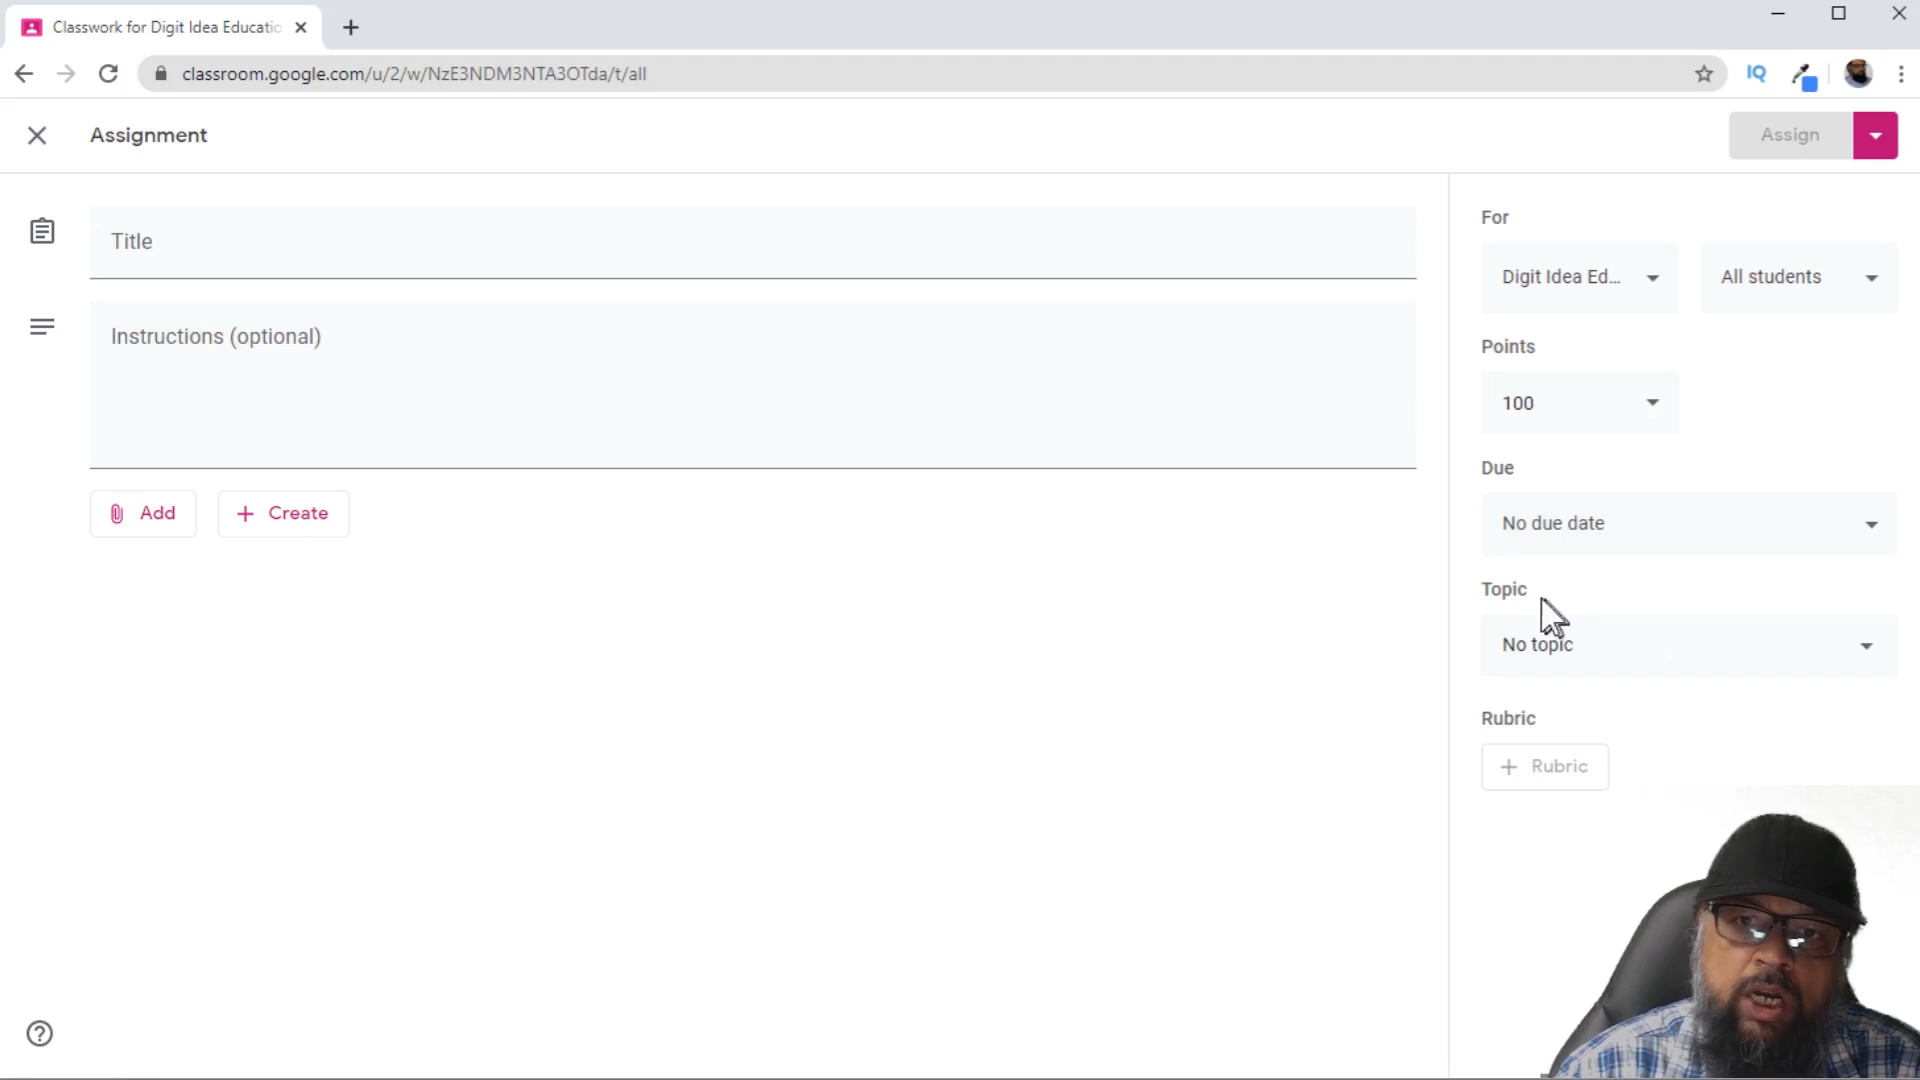 Classwork for Digit Idea Educatio
classroom.google.com/u/2/w/NzE3NDM3NTA3OTda/t/all
IQ
Assignment
Assign
Title
Instructions (optional)
Add
Create
For
Digit Idea Ed...
All students
Points
100
Due
No due date
Topic
No topic
Rubric
Rubric